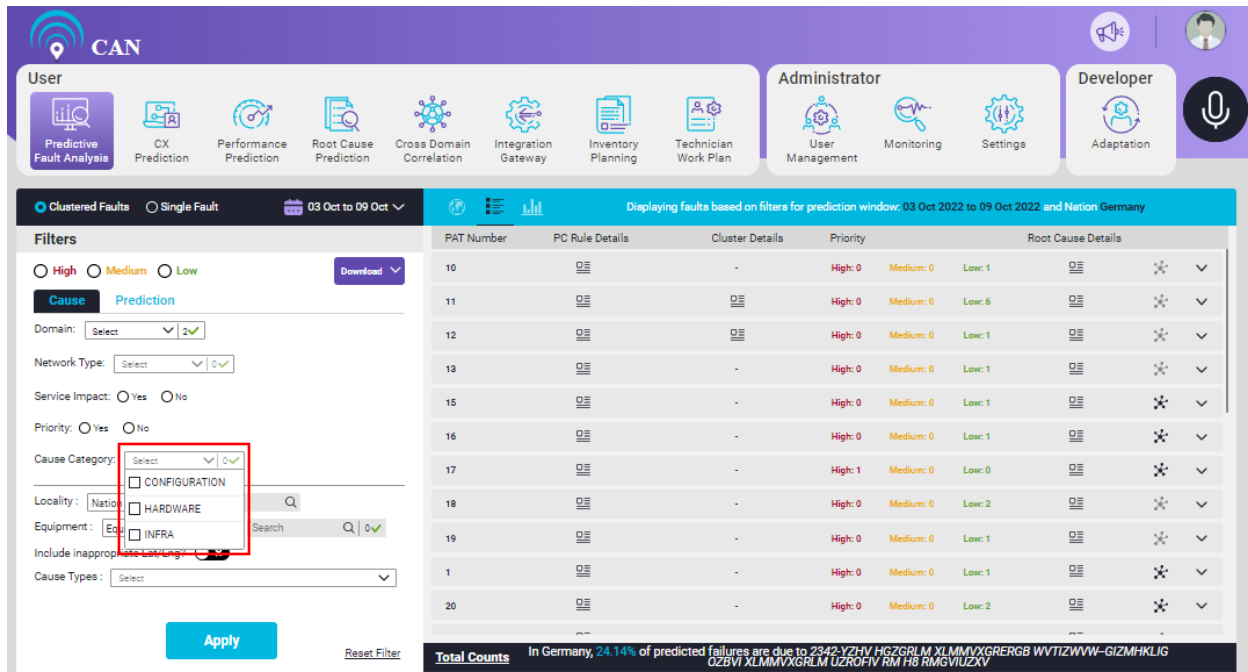 CAN
User
Administrator
Developer
Predictive Fault Analysis
CX Prediction
Performance Prediction
Root Cause Prediction
Cross Domain Correlation
Integration Gateway
Inventory Planning
Technician Work Plan
User Management
Monitoring
Settings
Adaptation
Clustered Faults Single Fault 03 Oct to 09 Oct
Displaying faults based on filters for prediction window: 03 Oct 2022 to 09 Oct 2022 and Nation Germany
Filters
High Medium Low Download
Cause Prediction
Domain: Select 2
Network Type: Select 0
Service Impact: Yes No
Priority: Yes No
Cause Category: Select 0
CONFIGURATION
HARDWARE
INFRA
Locality : Nation
Equipment : Equ Search 0
Include inappropriate Lat/Lng?
Cause Types : Select
Apply
Reset Filter
PAT Number PC Rule Details Cluster Details Priority Root Cause Details
10 - High: 0 Medium: 0 Low: 1
11 High: 0 Medium: 0 Low: 6
12 High: 0 Medium: 0 Low: 1
13 - High: 0 Medium: 0 Low: 1
15 - High: 0 Medium: 0 Low: 1
16 - High: 0 Medium: 0 Low: 1
17 - High: 1 Medium: 0 Low: 0
18 - High: 0 Medium: 0 Low: 2
19 - High: 0 Medium: 0 Low: 1
1 - High: 0 Medium: 0 Low: 1
20 - High: 0 Medium: 0 Low: 2
Total Counts In Germany, 24.14% of predicted failures are due to 2342-YZHV HGZGRLM XLMMVXGRERGB WVTIZWVW–GIZMHKLIG
OZBVI XLMMVXGRLM UZROFIV RM H8 RMGVIUZXV